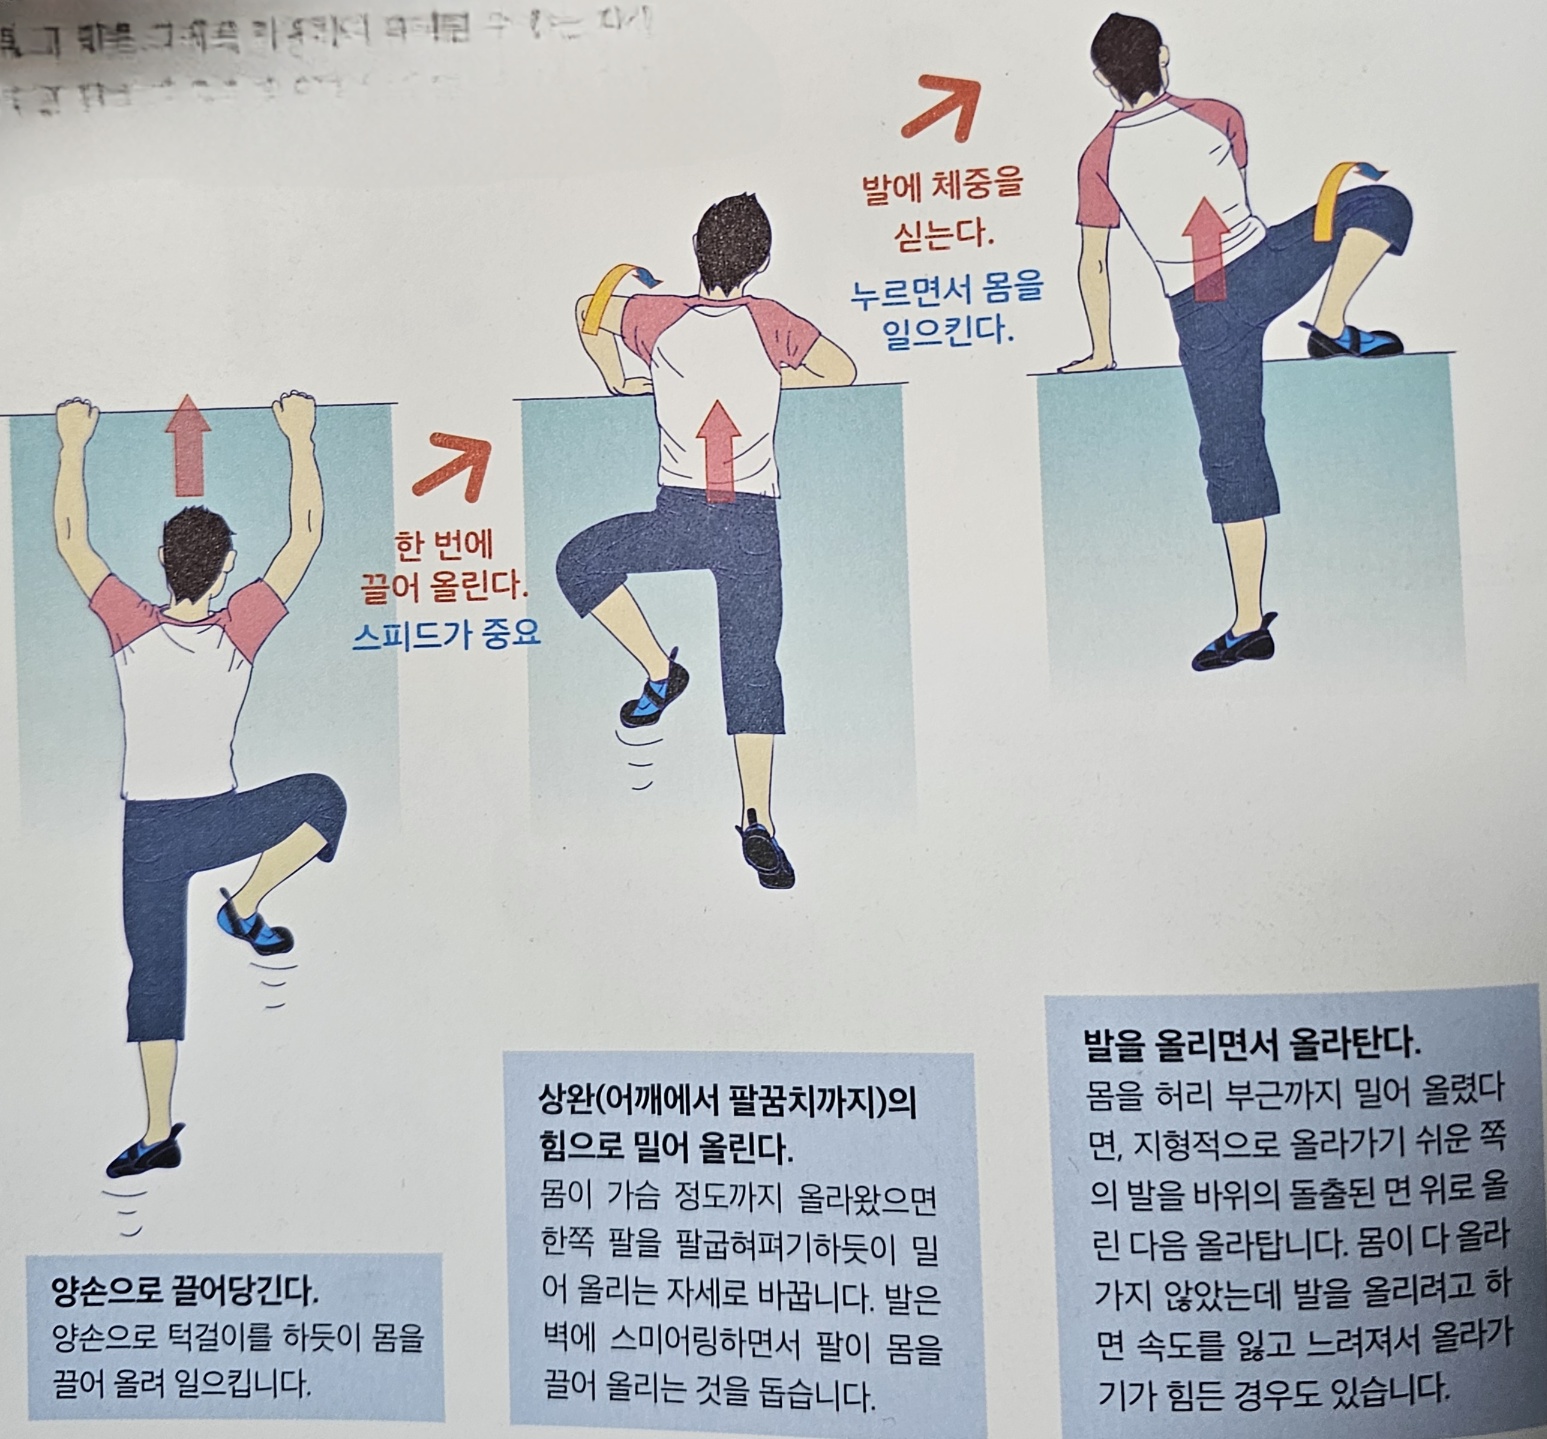 발에 체중을
싣는다.
누르면서 몸을
일으킨다.
한 번에
끌어 올린다.
스피드가 중요
양손으로 끌어당긴다.
양손으로 턱걸이를 하듯이 몸을
끌어 올려 일으킵니다.
상완(어깨에서 팔꿈치까지)의
힘으로 밀어 올린다.
몸이 가슴 정도까지 올라왔으면
한쪽 팔을 팔굽혀펴기하듯이 밀
어 올리는 자세로 바꿉니다. 발은
벽에 스미어링하면서 팔이 몸을
끌어 올리는 것을 돕습니다.
발을 올리면서 올라탄다.
몸을 허리 부근까지 밀어 올렸다
면, 지형적으로 올라가기 쉬운 쪽
의 발을 바위의 돌출된 면 위로 올
린 다음 올라탑니다. 몸이 다 올라
가지 않았는데 발을 올리려고 하
면 속도를 잃고 느려져서 올라가
기가 힘든 경우도 있습니다.